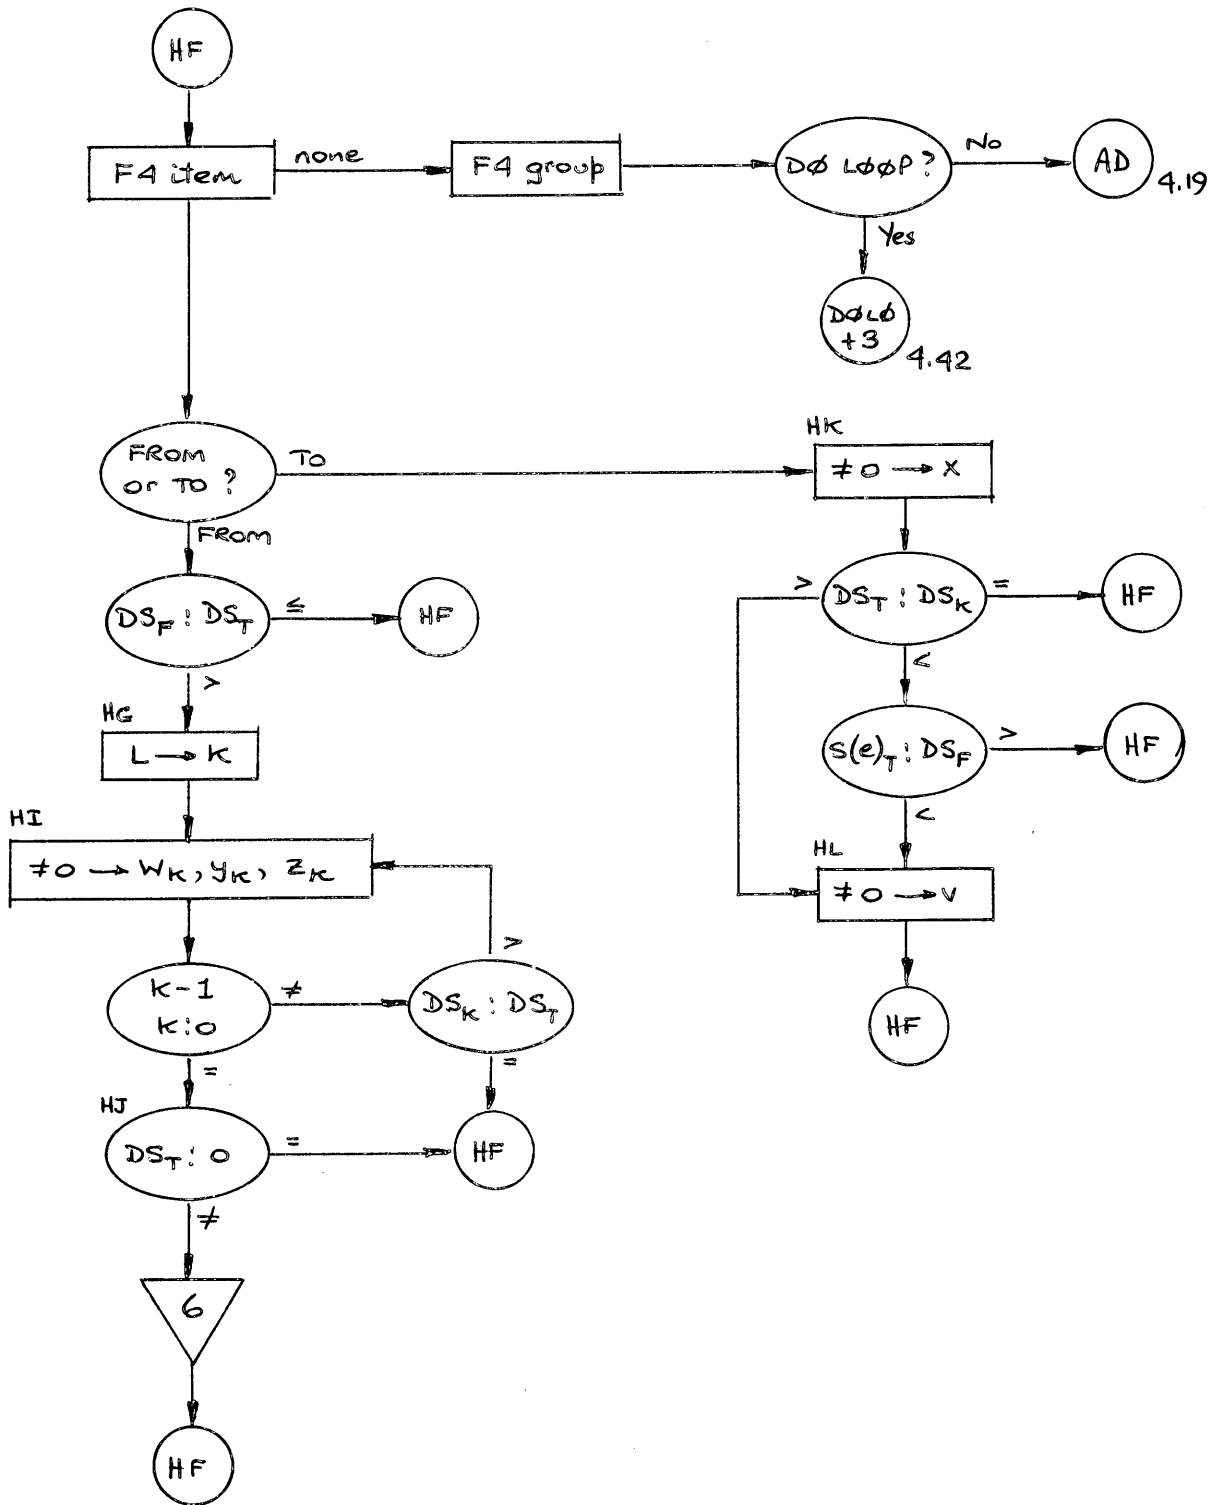 HF
F4 item
none
F4 group
DØ LØØP?
No
AD
4.19
Yes
DØLØ
+3
4.42
FROM
or TO ?
TO
HK
≠0 → X
FROM
DS_F : DS_T
≤
HF
>
DS_T : DS_K
=
HF
<
>
HG
L → K
S(e)_T : DS_F
>
HF
<
HI
≠0 → W_K, Y_K, Z_K
HL
≠0 → V
>
K-1
K:0
≠
DS_K : DS_T
HF
=
=
HJ
DS_T : 0
=
HF
≠
6
HF